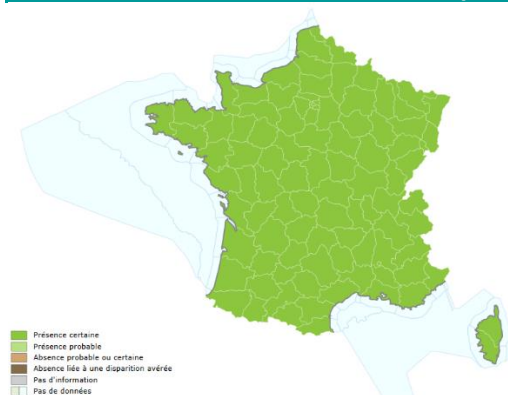 Présence certaine
Présence probable
Absence probable ou certaine
Absence liée à une disparition avérée
Pas d'information
Pas de données